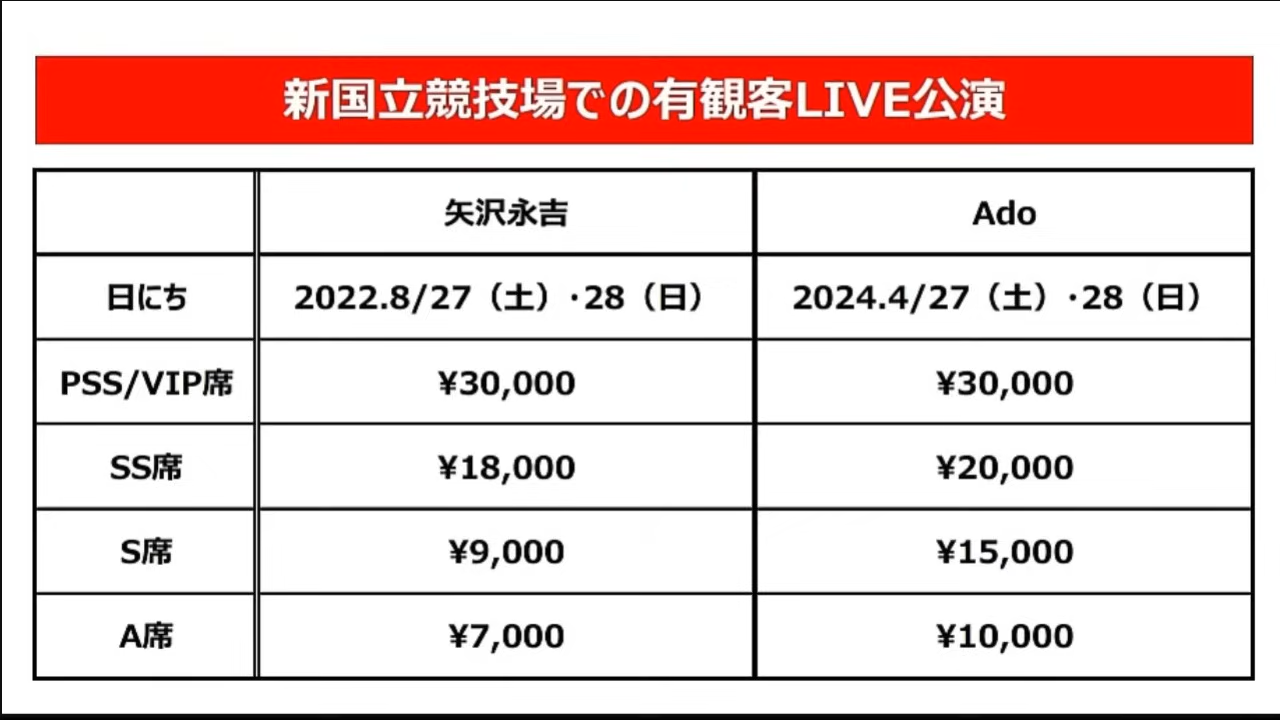 新国立競技場での有観客LIVE公演
矢沢永吉 Ado
日にち 2022.8/27（土）･28（日） 2024.4/27（土）･28（日）
PSS/VIP席 ¥30,000 ¥30,000
SS席 ¥18,000 ¥20,000
S席 ¥9,000 ¥15,000
A席 ¥7,000 ¥10,000